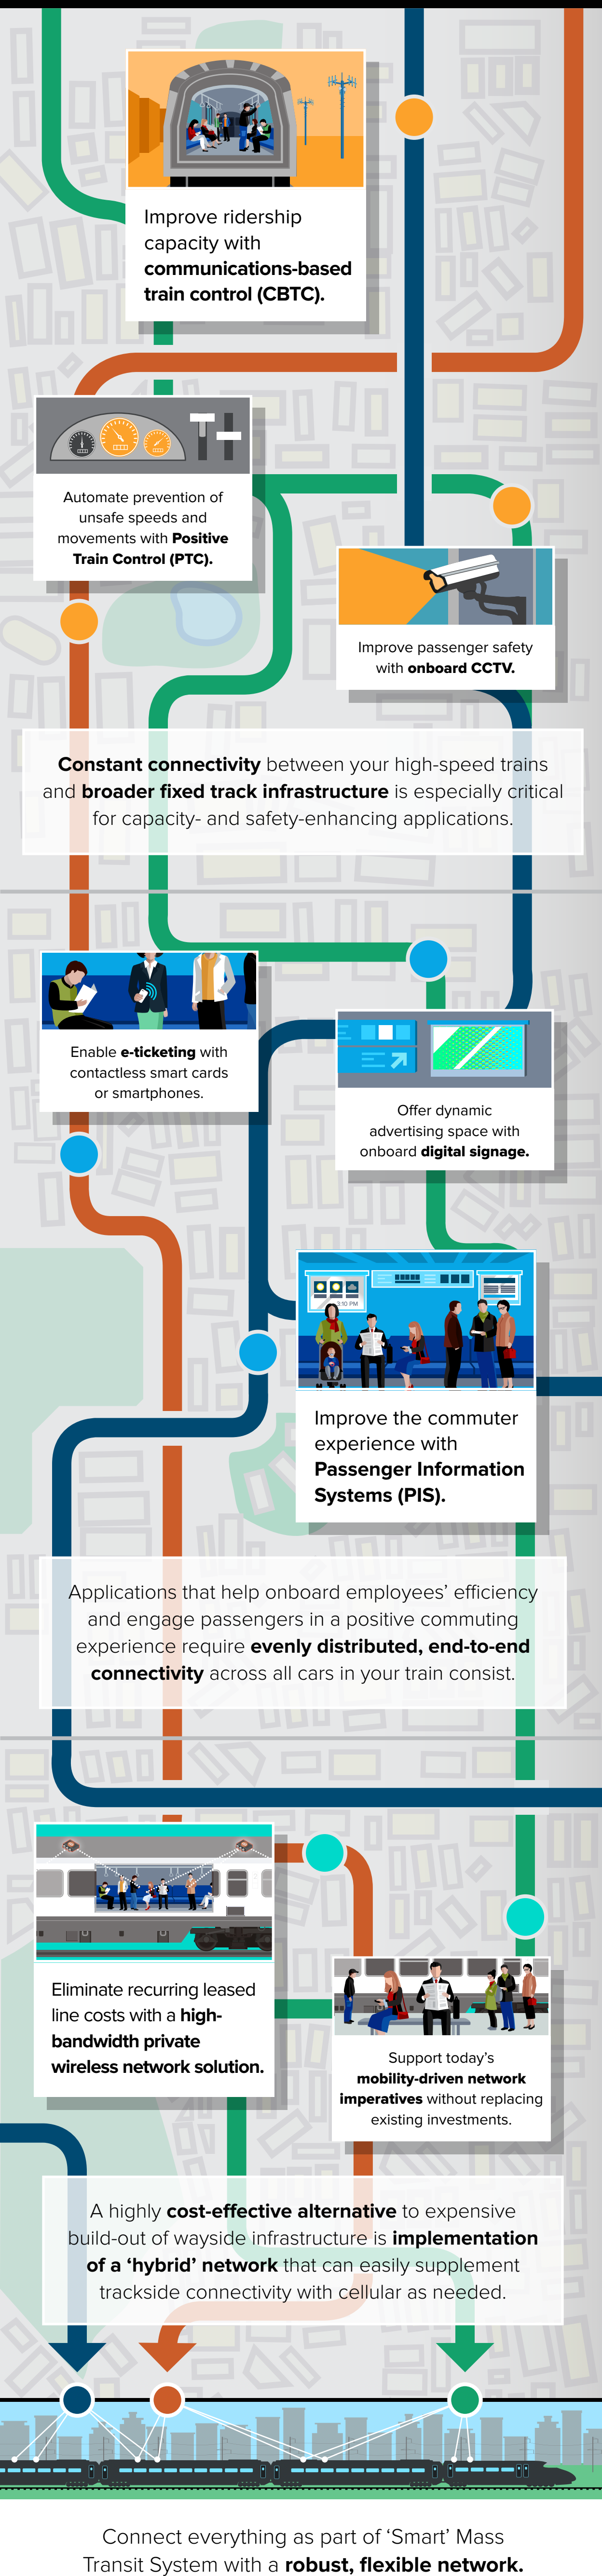 Improve ridership
capacity with
communications-based
train control (CBTC).
Automate prevention of
unsafe speeds and
movements with Positive
Train Control (PTC).
Improve passenger safety
with onboard CCTV.
Constant connectivity between your high-speed trains
and broader fixed track infrastructure is especially critical
for capacity- and safety-enhancing applications.
Enable e-ticketing with
contactless smart cards
or smartphones.
Offer dynamic
advertising space with
onboard digital signage.
3:10 PM
Improve the commuter
experience with
Passenger Information
Systems (PIS).
Applications that help onboard employees’ efficiency
and engage passengers in a positive commuting
experience require evenly distributed, end-to-end
connectivity across all cars in your train consist.
Eliminate recurring leased
line costs with a high-
bandwidth private
wireless network solution.
Support today’s
mobility-driven network
imperatives without replacing
existing investments.
A highly cost-effective alternative to expensive
build-out of wayside infrastructure is implementation
of a ‘hybrid’ network that can easily supplement
trackside connectivity with cellular as needed.
Connect everything as part of ‘Smart’ Mass
Transit System with a robust, flexible network.